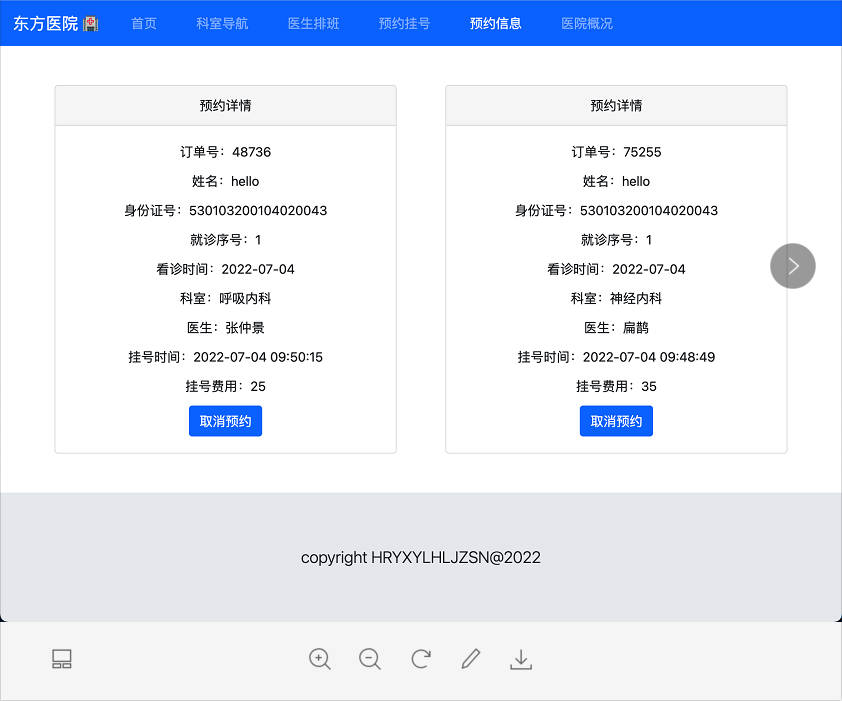 东方医院 首页 科室导航 医生排班 预约挂号 预约信息 医院概况
预约详情
订单号：48736
姓名：hello
身份证号：530103200104020043
就诊序号：1
看诊时间：2022-07-04
科室：呼吸内科
医生：张仲景
挂号时间：2022-07-04 09:50:15
挂号费用：25
取消预约
预约详情
订单号：75255
姓名：hello
身份证号：530103200104020043
就诊序号：1
看诊时间：2022-07-04
科室：神经内科
医生：扁鹊
挂号时间：2022-07-04 09:48:49
挂号费用：35
取消预约
copyright HRYXYLHLJZSN@2022